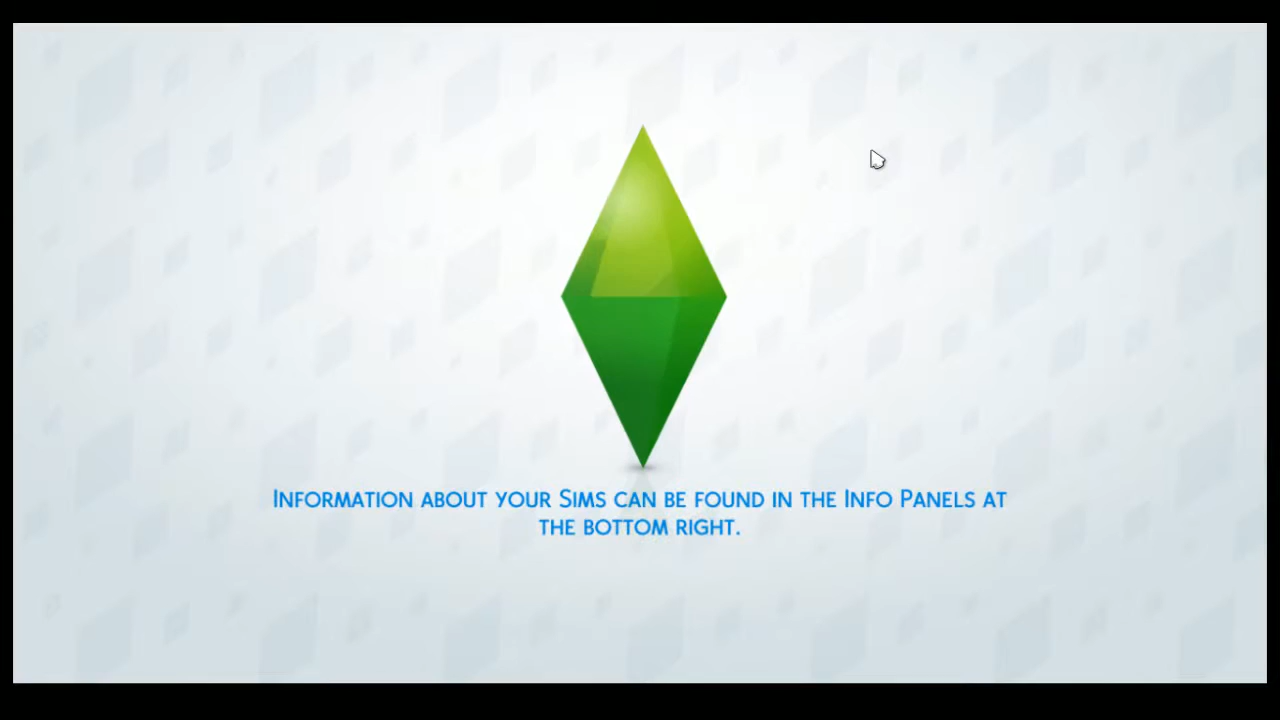 Information about your Sims can be found in the Info Panels at
the bottom right.